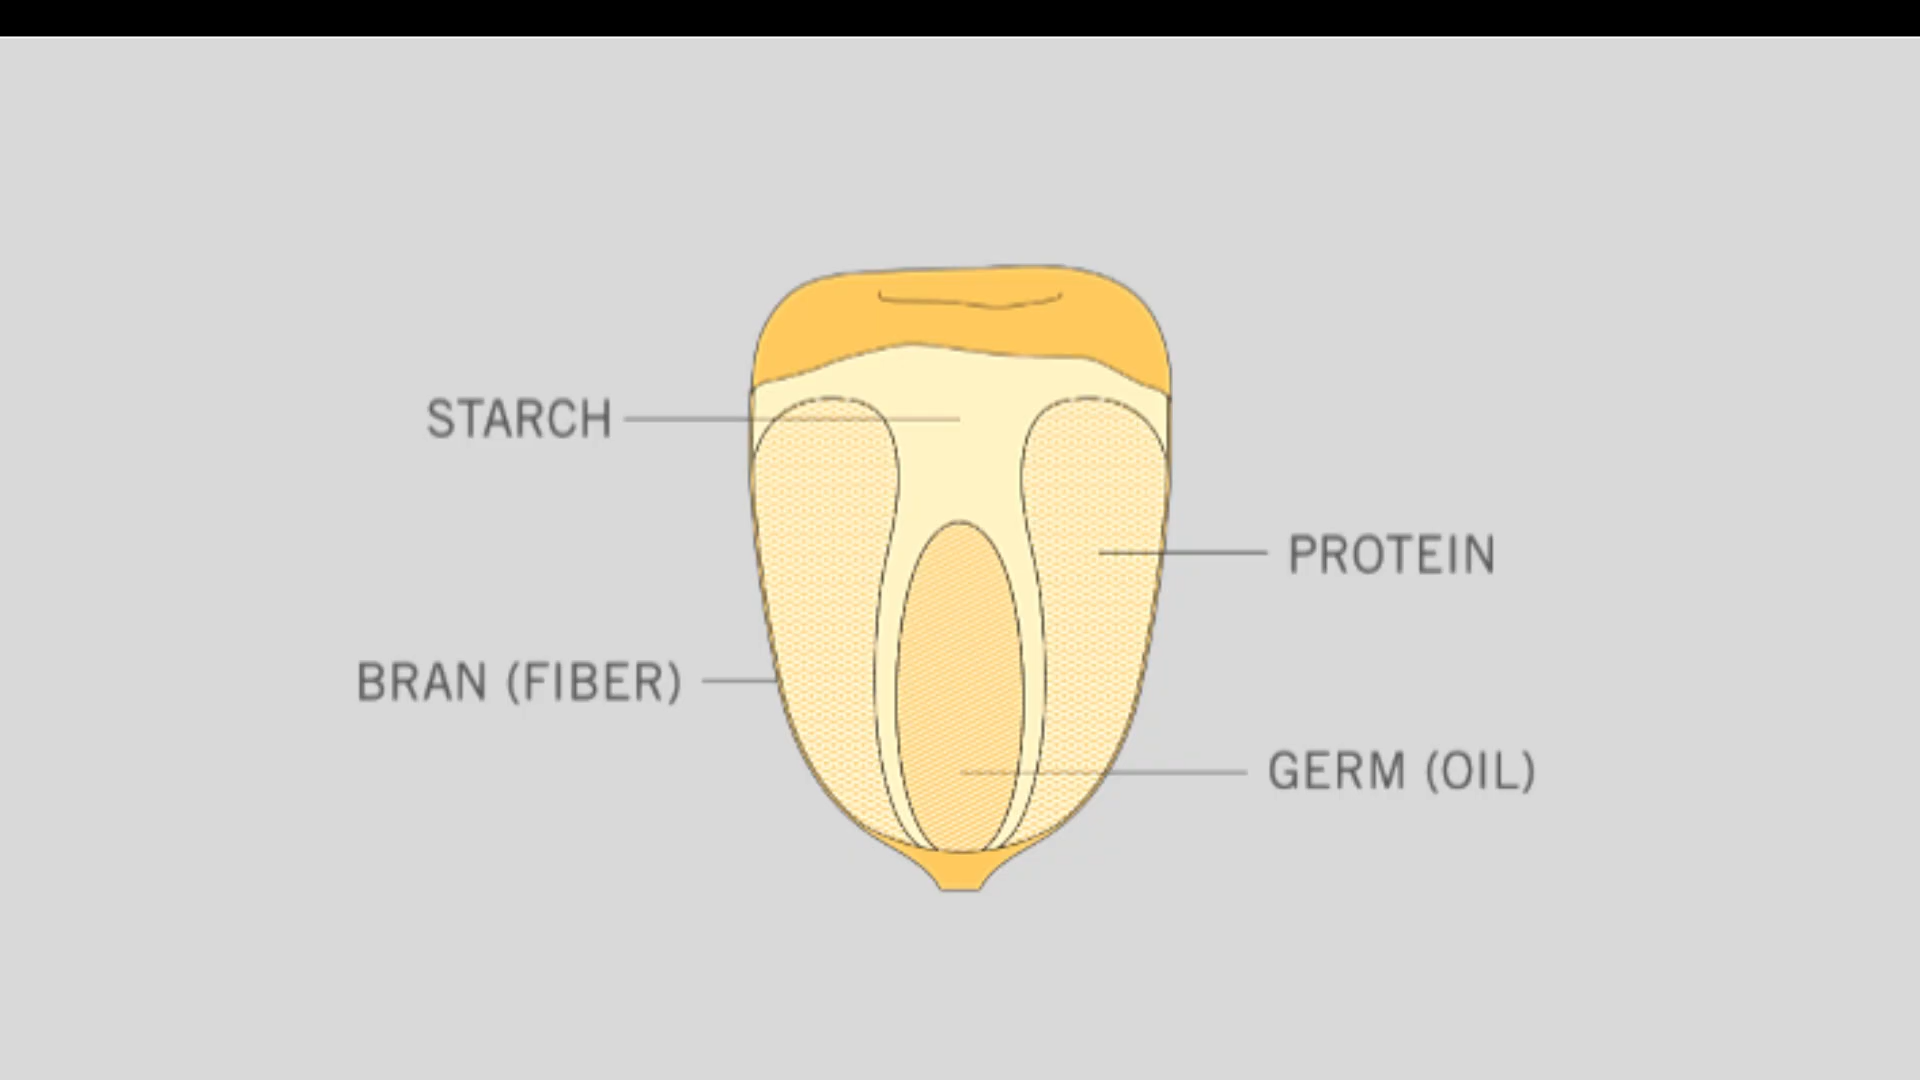 STARCH
PROTEIN
BRAN (FIBER)
GERM (OIL)